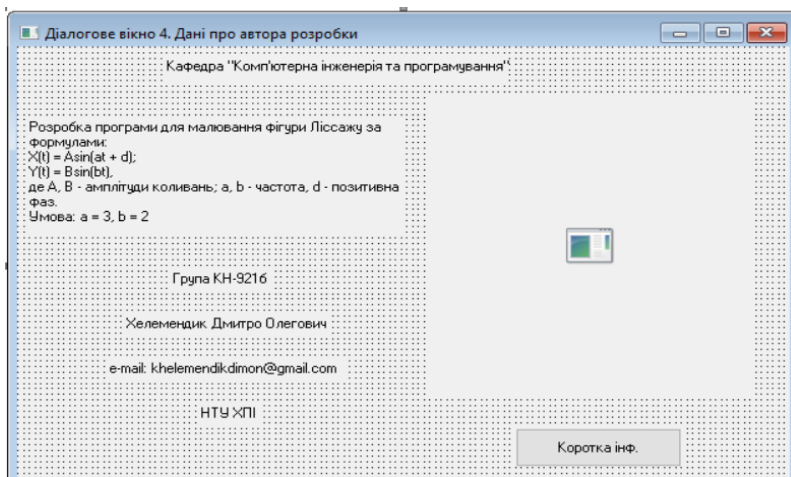 Діалогове вікно 4. Дані про автора розробки
Кафедра "Комп'ютерна інженерія та програмування"
Розробка програми для малювання фігури Ліссажу за
формулами:
X(t) = Asin(at + d);
Y(t) = Bsin(bt),
де A, B - амплітуди коливань; a, b - частота, d - позитивна
фаз.
Умова: a = 3, b = 2
Група КН-921б
Хелемендик Дмитро Олегович
e-mail: khelemendikdimon@gmail.com
НТУ ХПІ
Коротка інф.